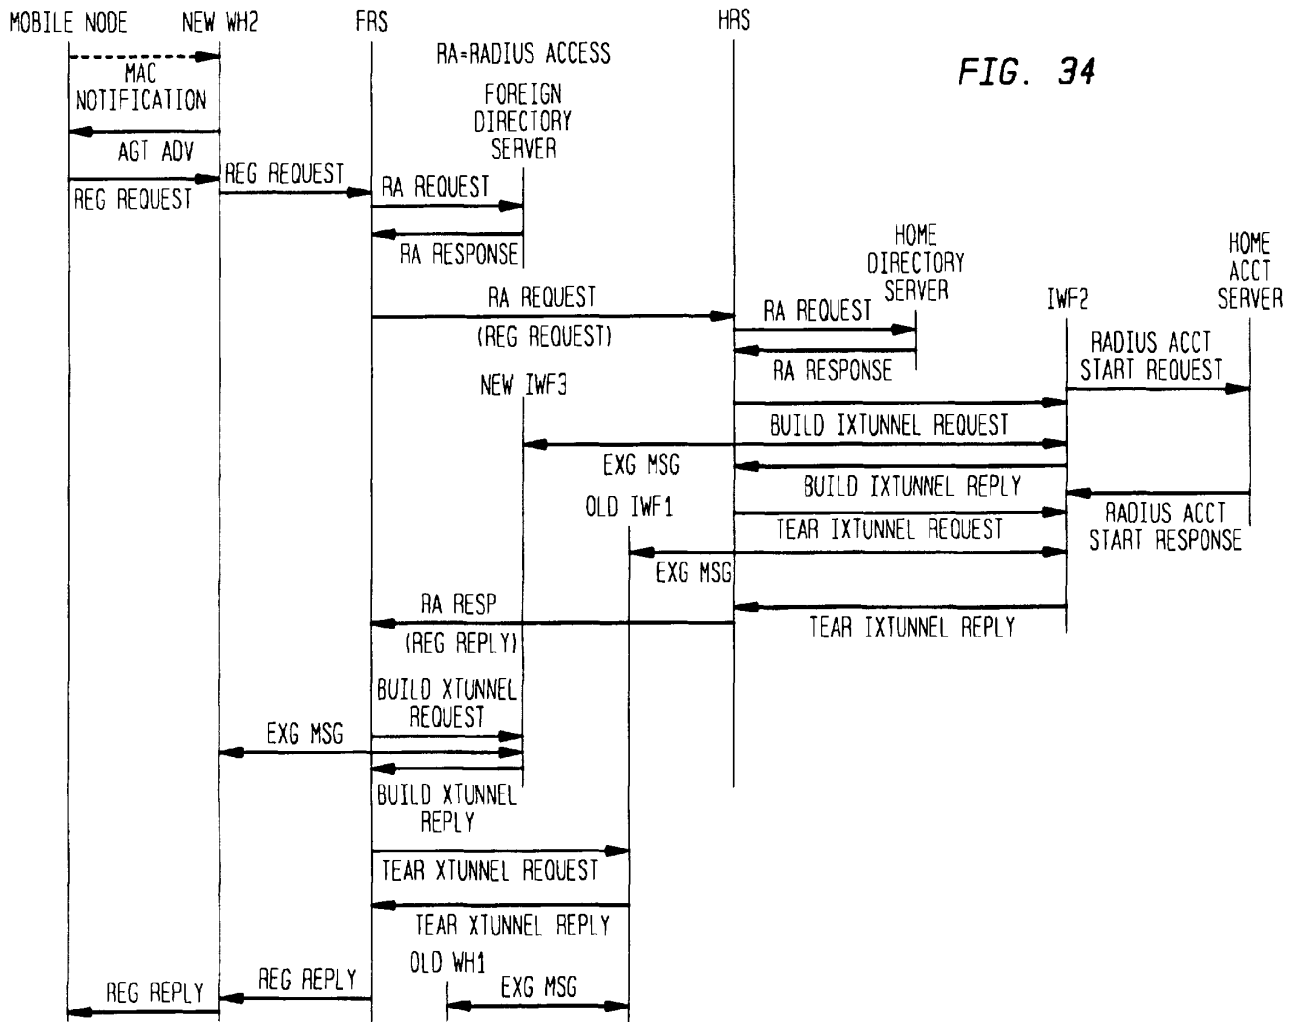 MOBILE NODE
NEW WH2
FRS
HRS
RA=RADIUS ACCESS
FIG. 34
MAC
NOTIFICATION
FOREIGN
DIRECTORY
SERVER
AGT ADV
REG REQUEST
REG REQUEST
RA REQUEST
RA RESPONSE
HOME
DIRECTORY
SERVER
HOME
ACCT
SERVER
IWF2
RA REQUEST
(REG REQUEST)
RA REQUEST
RA RESPONSE
RADIUS ACCT
START REQUEST
NEW IWF3
BUILD IXTUNNEL REQUEST
EXG MSG
BUILD IXTUNNEL REPLY
OLD IWF1
TEAR IXTUNNEL REQUEST
RADIUS ACCT
START RESPONSE
EXG MSG
RA RESP
(REG REPLY)
TEAR IXTUNNEL REPLY
BUILD XTUNNEL
REQUEST
EXG MSG
BUILD XTUNNEL
REPLY
TEAR XTUNNEL REQUEST
TEAR XTUNNEL REPLY
OLD WH1
REG REPLY
REG REPLY
EXG MSG